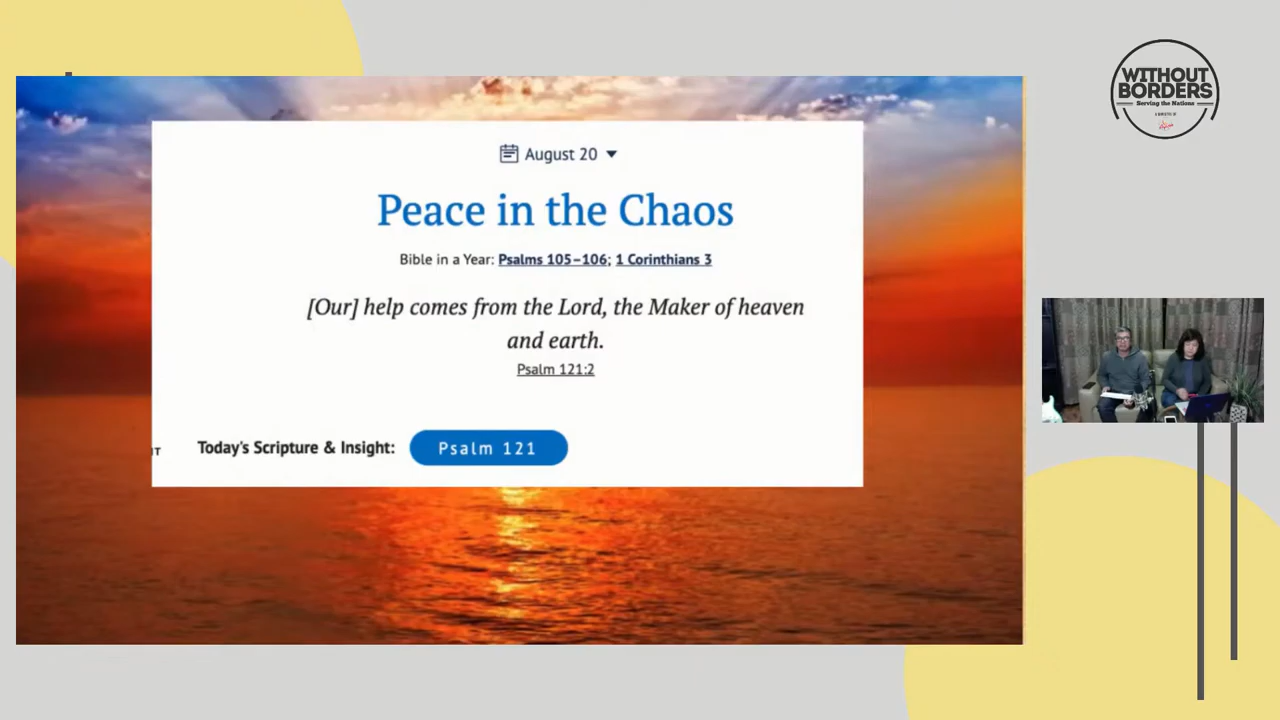 WITHOUT
BORDERS
Serving the Nations
August 20
Peace in the Chaos
Bible in a Year: Psalms 105–106; 1 Corinthians 3
[Our] help comes from the Lord, the Maker of heaven
and earth.
Psalm 121:2
Today's Scripture & Insight: Psalm 121